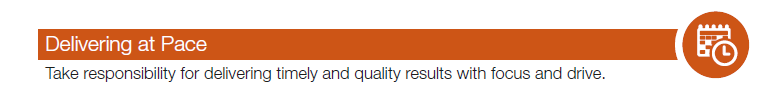 Delivering at Pace
Take responsibility for delivering timely and quality results with focus and drive.